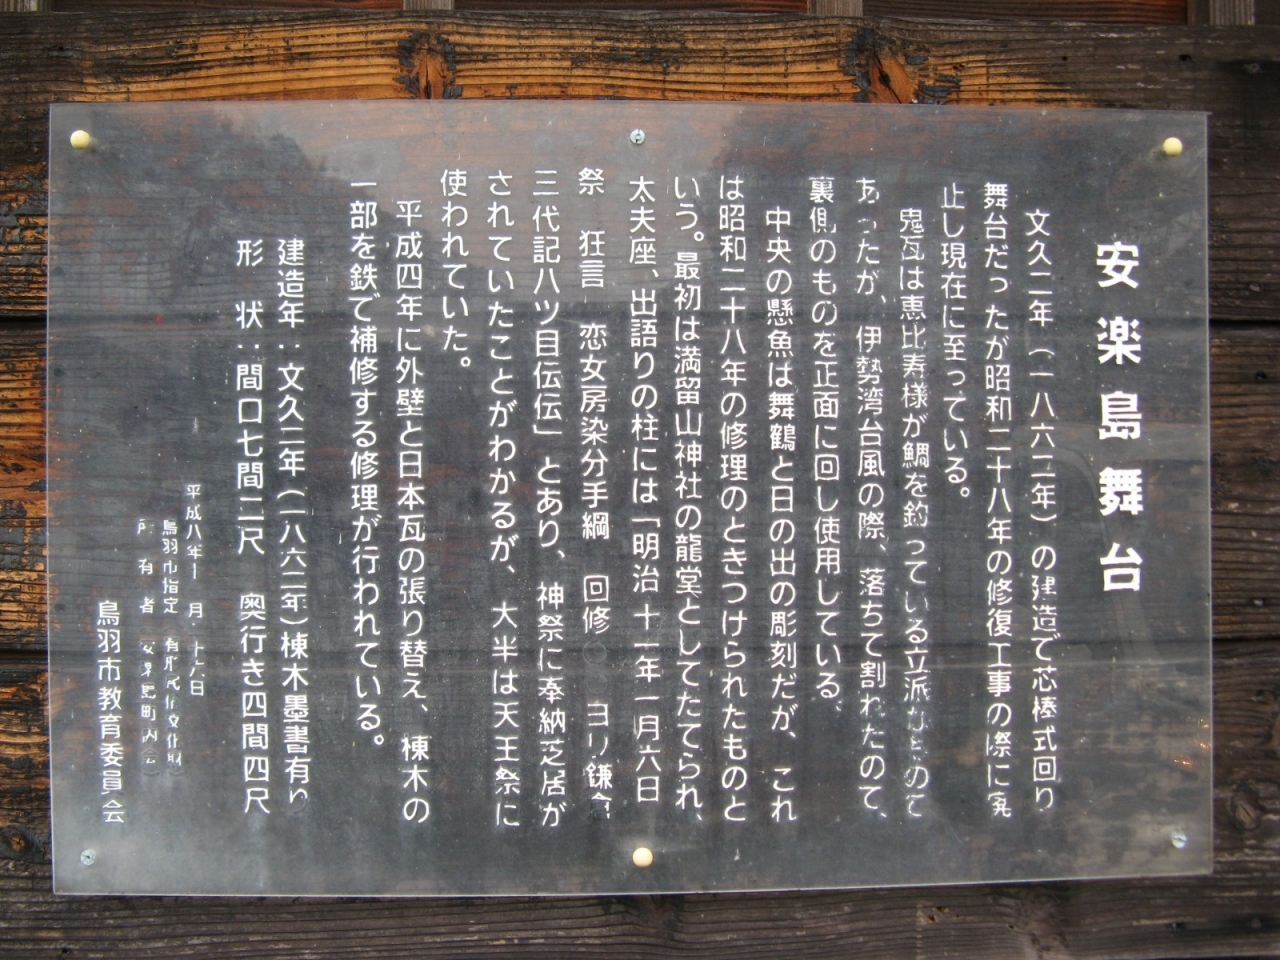 安楽島舞台
文久二年(一八六二年)の建造で芯棒式回り
舞台だったが昭和二十八年の修復工事の際に廃
止し現在に至っている。
鬼瓦は恵比寿様が鯛を釣っている立派なもので
あったが、伊勢湾台風の際、落ちて割れたので、
裏側のものを正面に回し使用している。
中央の懸魚は舞鶴と日の出の彫刻だが、これ
は昭和二十八年の修理のときつけられたものと
いう。最初は満留山神社の龍堂としてたてられ、
太夫座、出語りの柱には「明治十一年一月六日
祭 狂言 恋女房染分手綱 回修 ヨリ鎌倉
三代記八ツ目伝伝」とあり、神祭に奉納芝居が
されていたことがわかるが、大半は天王祭に
使われていた。
平成四年に外壁と日本瓦の張り替え、棟木の
一部を鉄で補修する修理が行われている。
建造年:文久二年(一八六二年)棟木墨書有り
形 状:間口七間二尺 奥行き四間四尺
平成八年十 月 十六日
鳥羽市指定 有形民俗文化財
所有者 安楽島町内会
鳥羽市教育委員会